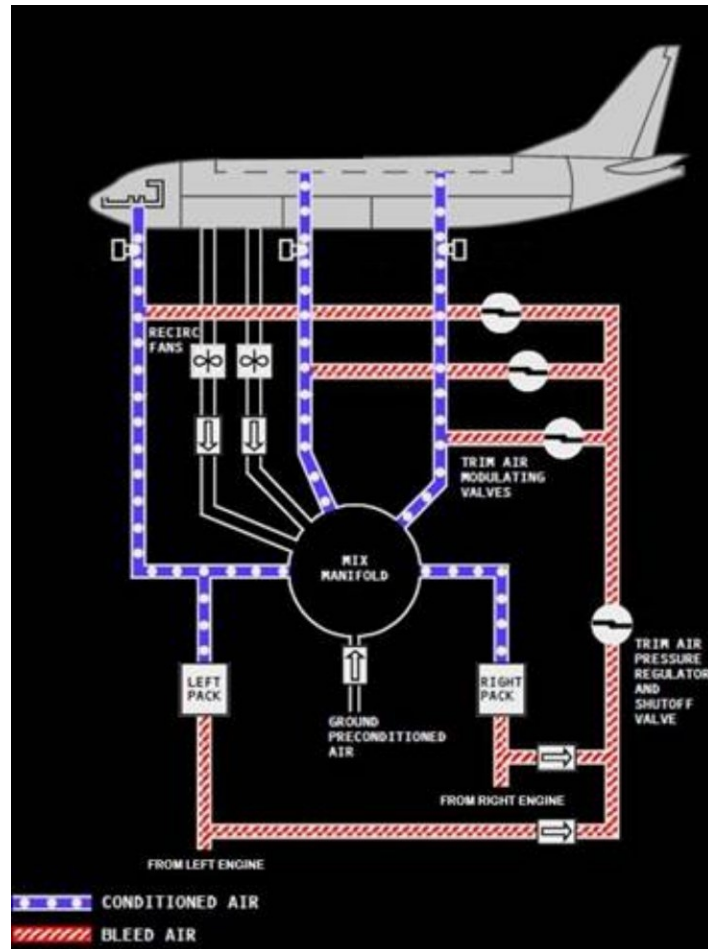 RECIRC
FANS
TRIM AIR
MODULATING
VALVES
MIX
MANIFOLD
TRIM AIR
PRESSURE
REGULATOR
AND
SHUTOFF
VALVE
LEFT
PACK
RIGHT
PACK
GROUND
PRECONDITIONED
AIR
FROM RIGHT ENGINE
FROM LEFT ENGINE
CONDITIONED AIR
BLEED AIR